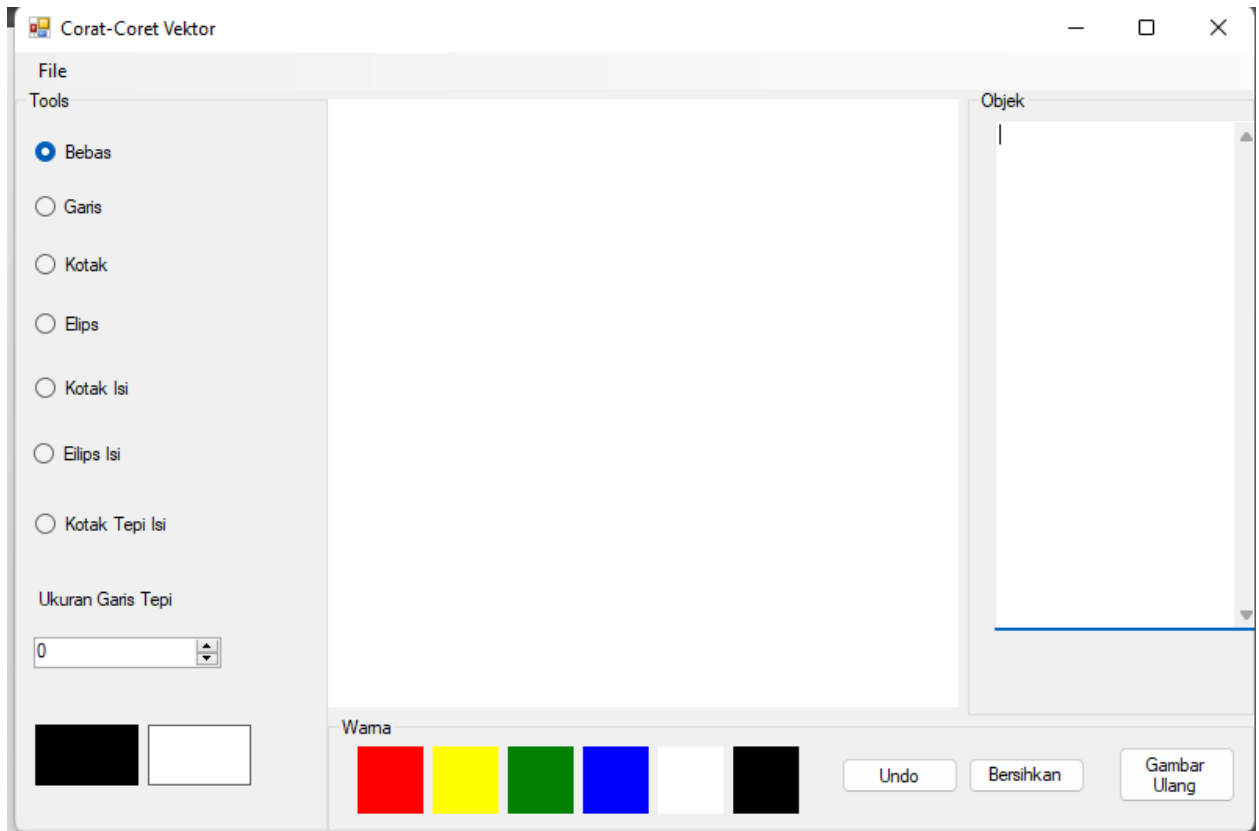 Corat-Coret Vektor
File
Tools
Bebas
Garis
Kotak
Elips
Kotak Isi
Eilips Isi
Kotak Tepi Isi
Ukuran Garis Tepi
0
Objek
Warna
Undo
Bersihkan
Gambar
Ulang